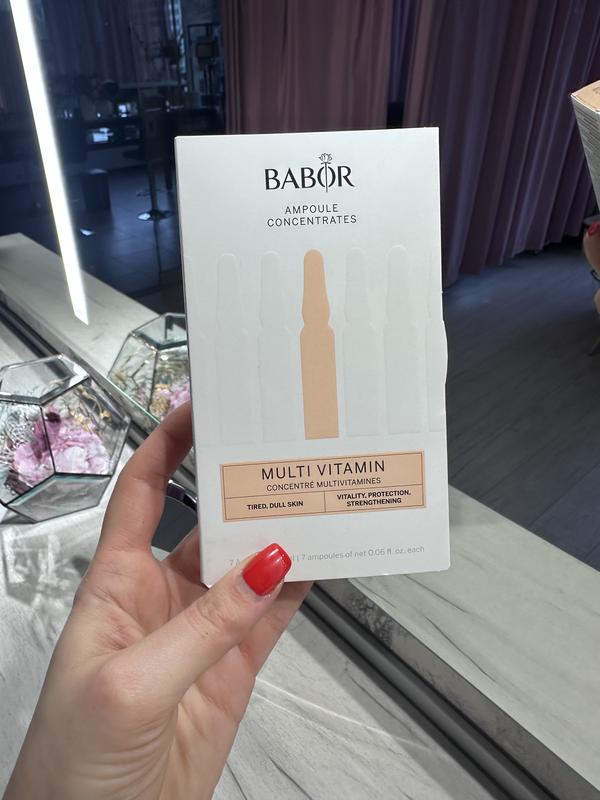 BABOR
AMPOULE
CONCENTRATES
MULTI VITAMIN
CONCENTRÉ MULTIVITAMINES
TIRED, DULL SKIN
VITALITY, PROTECTION,
STRENGTHENING
7 | 7 ampoules of net 0.06 fl. oz. each